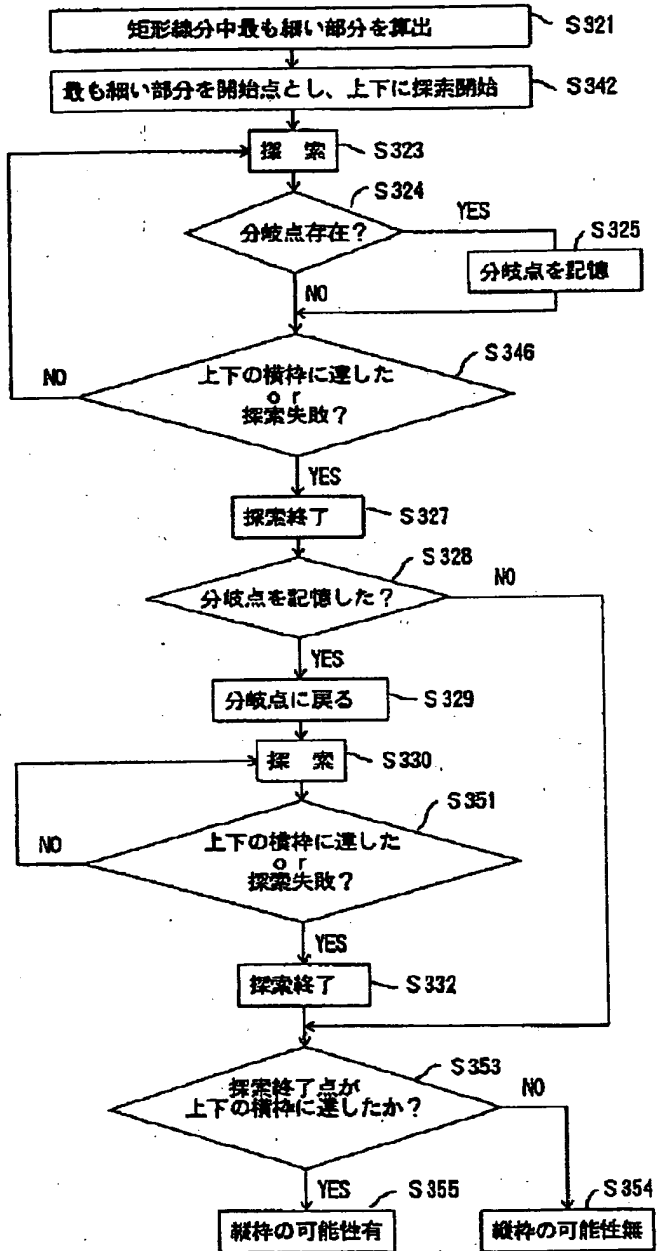 矩形線分中最も細い部分を算出 S321
最も細い部分を開始点とし、上下に探索開始 S342
探 索 S323
S324
分岐点存在？
YES
S325
分岐点を記憶
NO
S346
上下の横枠に達した
or
探索失敗？
NO
YES
探索終了 S327
S328
分岐点を記憶した？
NO
YES
分岐点に戻る S329
探 索 S330
S351
上下の横枠に達した
or
探索失敗？
NO
YES
探索終了 S332
S353
探索終了点が
上下の横枠に達したか？
NO
YES
S355
S354
縦枠の可能性有
縦枠の可能性無